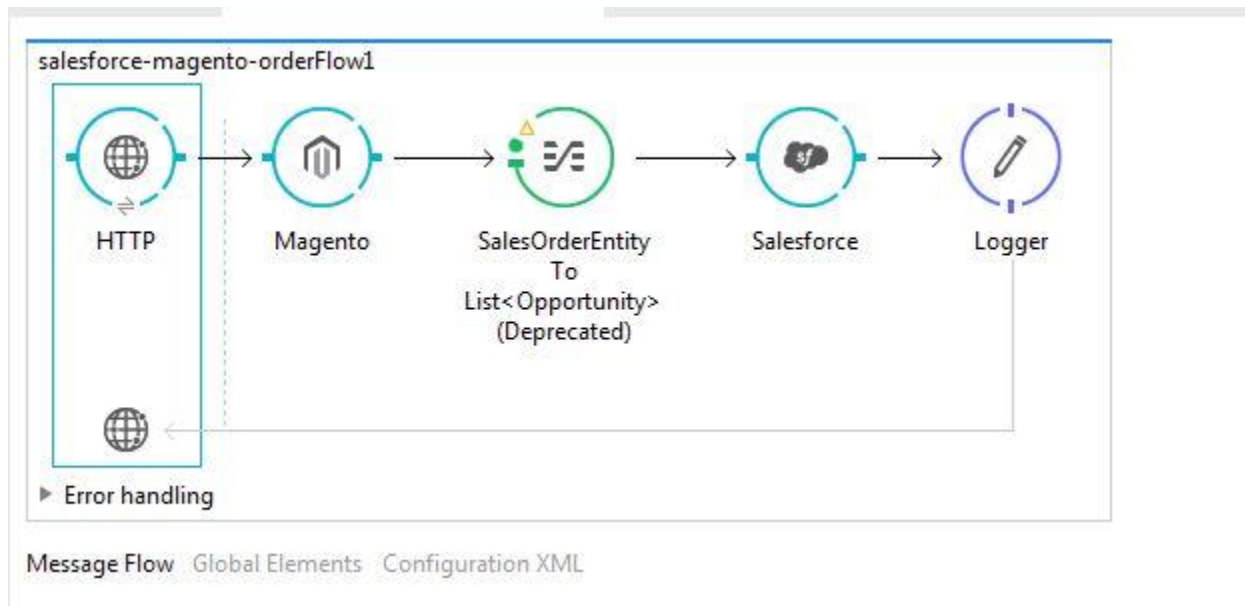 salesforce-magento-orderFlow1
HTTP
Magento
SalesOrderEntity
To
List<Opportunity>
(Deprecated)
Salesforce
Logger
Error handling
Message Flow Global Elements Configuration XML